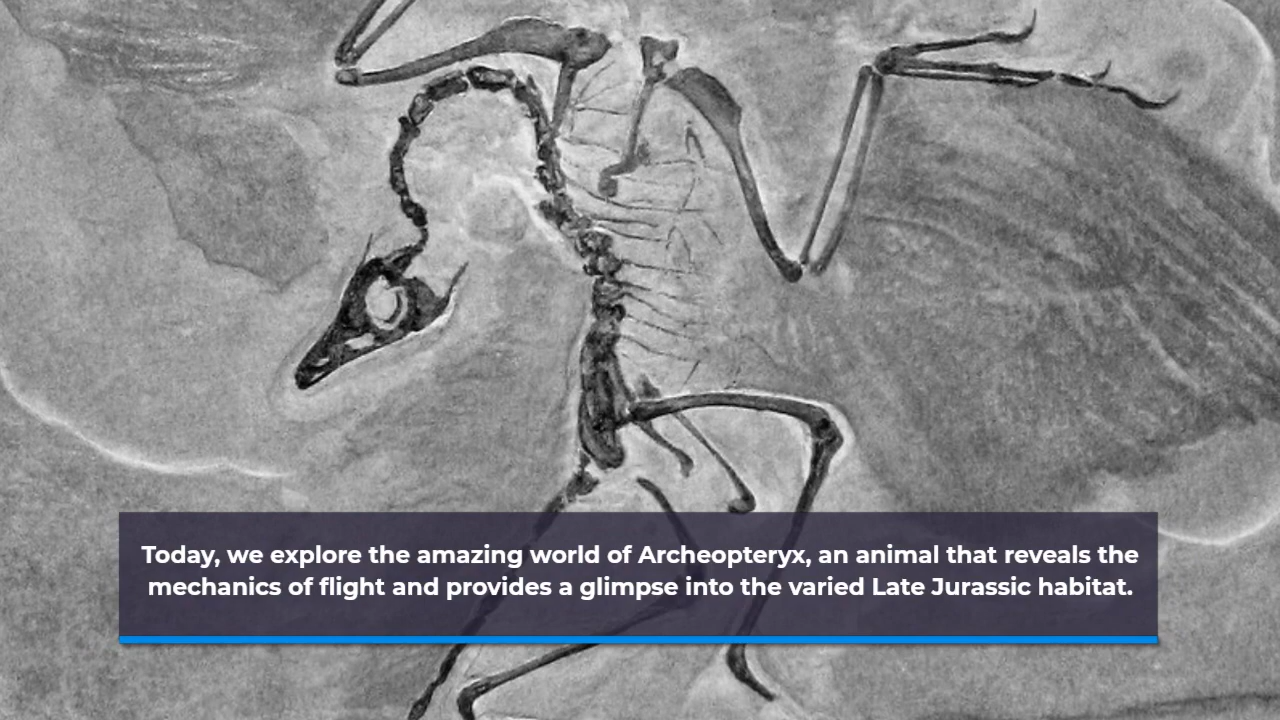 Today, we explore the amazing world of Archeopteryx, an animal that reveals the
mechanics of flight and provides a glimpse into the varied Late Jurassic habitat.